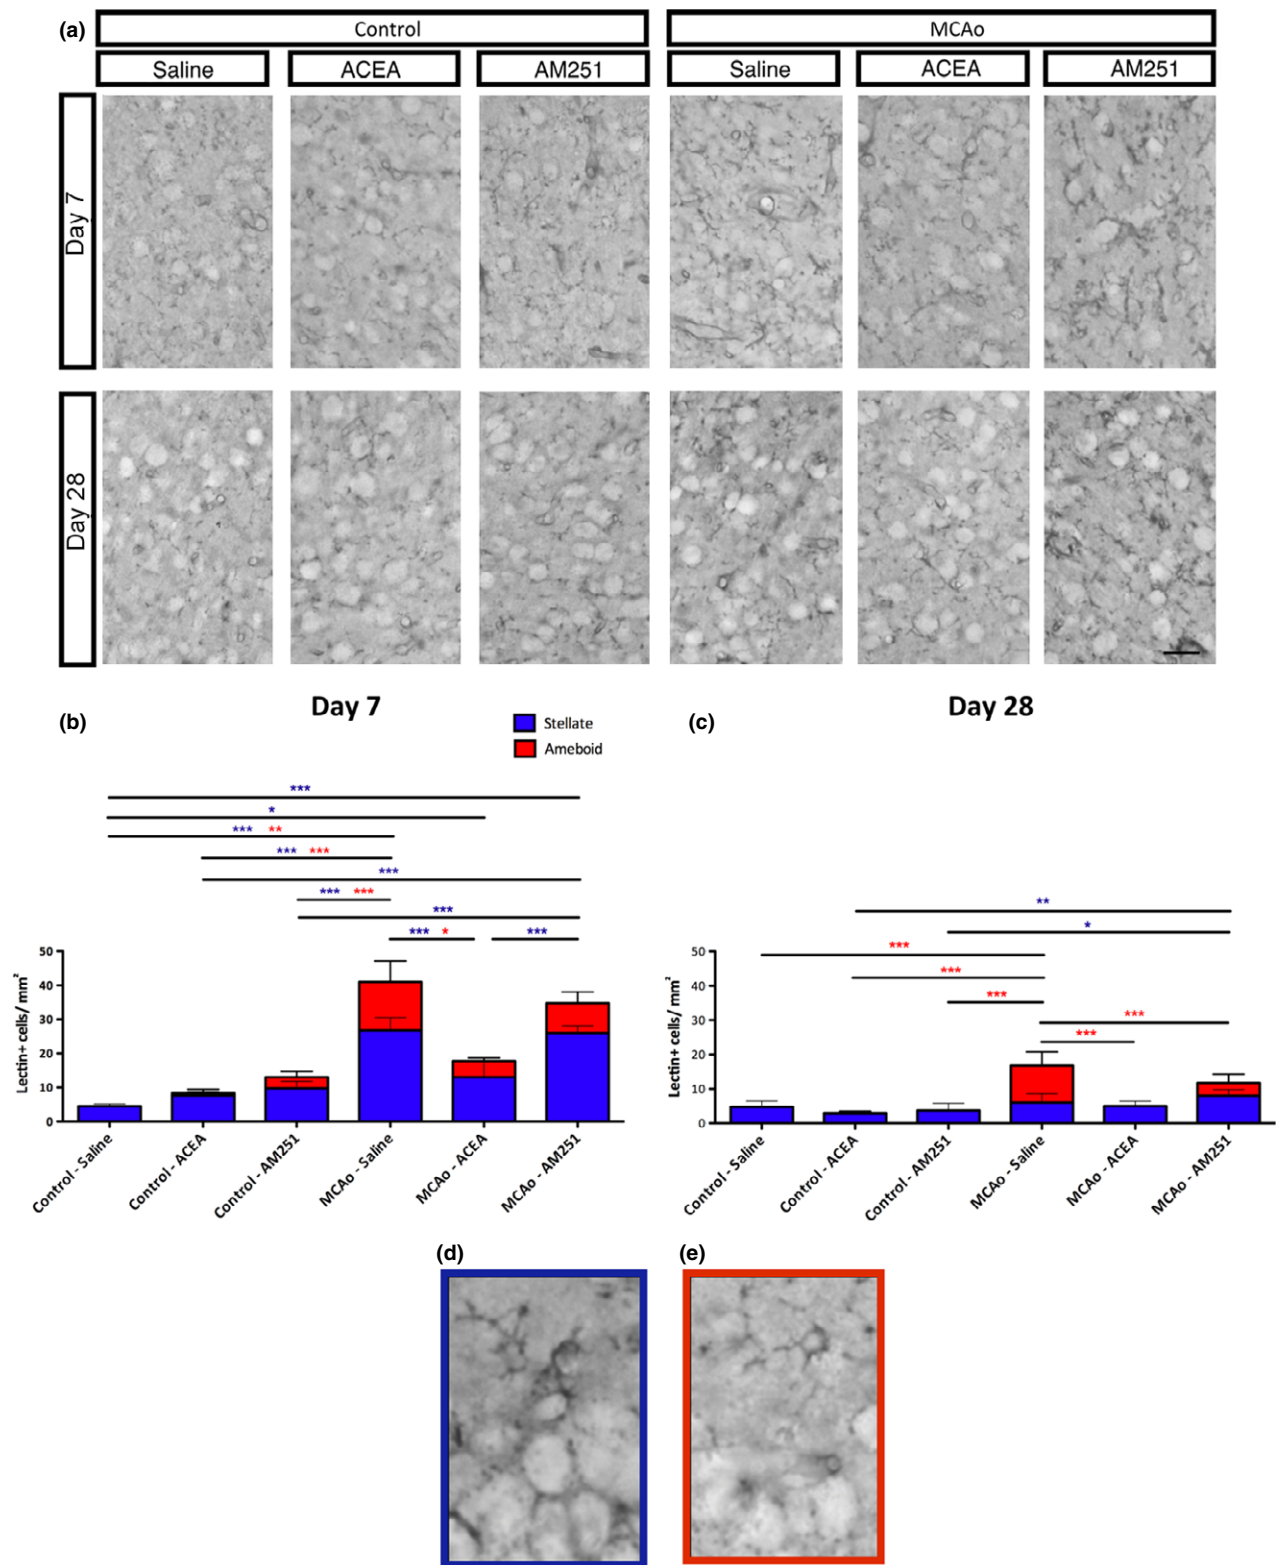 (a)
Control
MCAo
Saline
ACEA
AM251
Saline
ACEA
AM251
Day 7
Day 28
(b)
Day 7
Stellate
Ameboid
***
*
*** **
*** ***
***
*** ***
***
*** *
***
Lectin+ cells/ mm²
50
40
30
20
10
0
Control - Saline
Control - ACEA
Control - AM251
MCAo - Saline
MCAo - ACEA
MCAo - AM251
(c)
Day 28
**
*
***
***
***
***
***
Lectin+ cells/ mm²
50
40
30
20
10
0
Control - Saline
Control - ACEA
Control - AM251
MCAo - Saline
MCAo - ACEA
MCAo - AM251
(d)
(e)